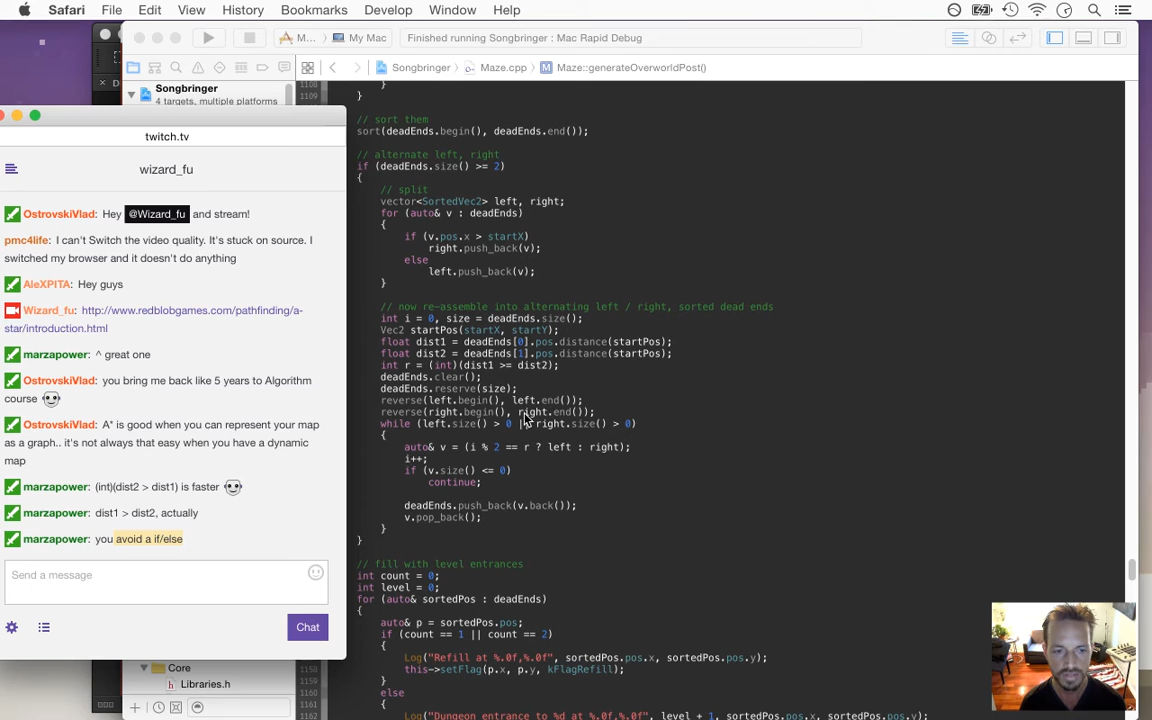 Safari File Edit View History Bookmarks Develop Window Help
M... My Mac Finished running Songbringer : Mac Rapid Debug
Songbringer Maze.cpp Maze::generateOverworldPost()
Songbringer
4 targets, multiple platforms
twitch.tv
wizard_fu
OstrovskiVlad: Hey @Wizard_fu and stream!
pmc4life: I can't Switch the video quality. It's stuck on source. I
switched my browser and it doesn't do anything
AleXPITA: Hey guys
Wizard_fu: http://www.redblobgames.com/pathfinding/a-
star/introduction.html
marzapower: ^ great one
OstrovskiVlad: you bring me back like 5 years to Algorithm
course
OstrovskiVlad: A* is good when you can represent your map
as a graph.. it's not always that easy when you have a dynamic
map
marzapower: (int)(dist2 > dist1) is faster
marzapower: dist1 > dist2, actually
marzapower: you avoid a if/else
Send a message
Chat
Core
Libraries.h
1108 }
1109 }
// sort them
sort(deadEnds.begin(), deadEnds.end());
// alternate left, right
if (deadEnds.size() >= 2)
{
// split
vector<SortedVec2> left, right;
for (auto& v : deadEnds)
{
if (v.pos.x > startX)
right.push_back(v);
else
left.push_back(v);
}
// now re-assemble into alternating left / right, sorted dead ends
int i = 0, size = deadEnds.size();
Vec2 startPos(startX, startY);
float dist1 = deadEnds[0].pos.distance(startPos);
float dist2 = deadEnds[1].pos.distance(startPos);
int r = (int)(dist1 >= dist2);
deadEnds.clear();
deadEnds.reserve(size);
reverse(left.begin(), left.end());
reverse(right.begin(), right.end());
while (left.size() > 0 || right.size() > 0)
{
auto& v = (i % 2 == r ? left : right);
i++;
if (v.size() <= 0)
continue;
deadEnds.push_back(v.back());
v.pop_back();
}
}
// fill with level entrances
int count = 0;
int level = 0;
for (auto& sortedPos : deadEnds)
{
auto& p = sortedPos.pos;
if (count == 1 || count == 2)
{
1158 Log("Refill at %.0f,%.0f", sortedPos.pos.x, sortedPos.pos.y);
1159 this->setFlag(p.x, p.y, kFlagRefill);
1160 }
1161 else
1162 Log("Dungeon entrance to %d at %.0f,%.0f", level + 1, sortedPos.pos.x, sortedPos.pos.y);